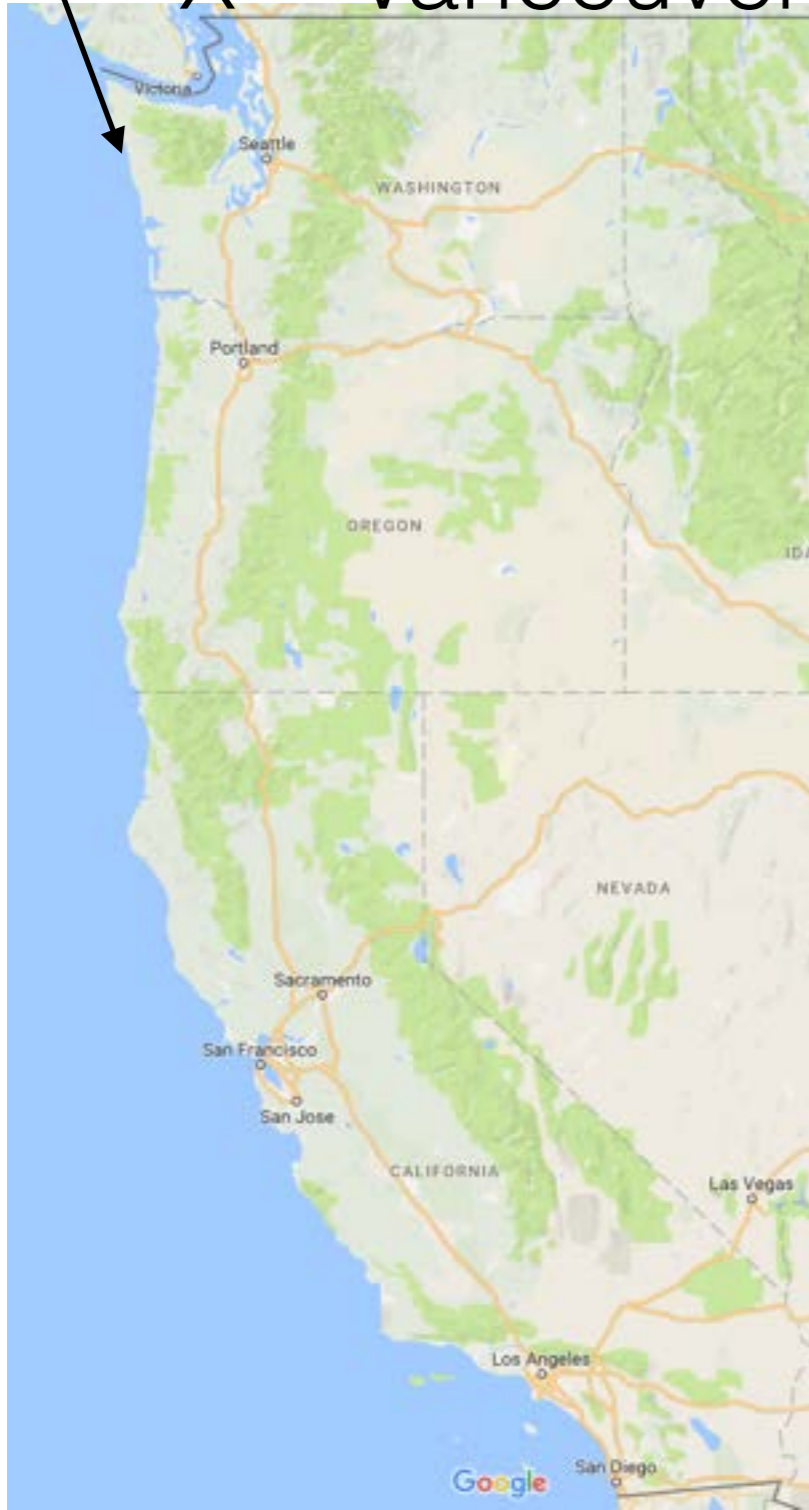 Victoria
Seattle
WASHINGTON
Portland
OREGON
NEVADA
Sacramento
San Francisco
San Jose
CALIFORNIA
Las Vegas
Los Angeles
San Diego
Google